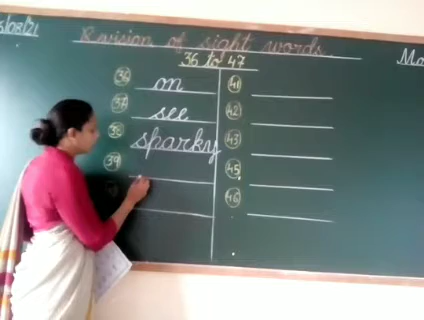 Revision of sight words
36 to 47
36 on
37 see
38 sparky
39
41
42
43
45
46